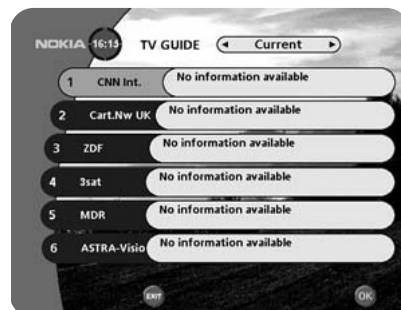 NOKIA 16:15 TV GUIDE Current
1 CNN Int. No information available
2 Cart.Nw UK No information available
3 ZDF No information available
4 3sat No information available
5 MDR No information available
6 ASTRA-Visio No information available
EXIT OK